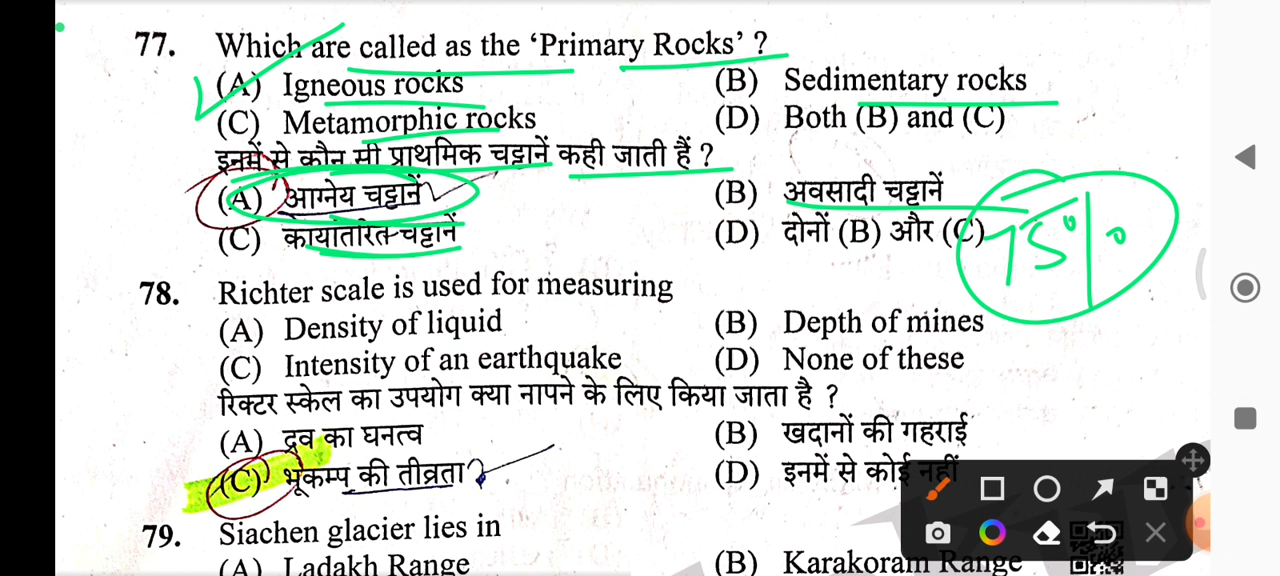 77. Which are called as the ‘Primary Rocks’ ?
(A) Igneous rocks (B) Sedimentary rocks
(C) Metamorphic rocks (D) Both (B) and (C)
इनमें से कौन सी प्राथमिक चट्टानें कही जाती हैं ?
(A) आग्नेय चट्टानें (B) अवसादी चट्टानें
(C) कायांतरित चट्टानें (D) दोनों (B) और (C)
75%
78. Richter scale is used for measuring
(A) Density of liquid (B) Depth of mines
(C) Intensity of an earthquake (D) None of these
रिक्टर स्केल का उपयोग क्या नापने के लिए किया जाता है ?
(A) द्रव का घनत्व (B) खदानों की गहराई
(C) भूकम्प की तीव्रता ? (D) इनमें से कोई नहीं
79. Siachen glacier lies in
(A) Ladakh Range (B) Karakoram Range